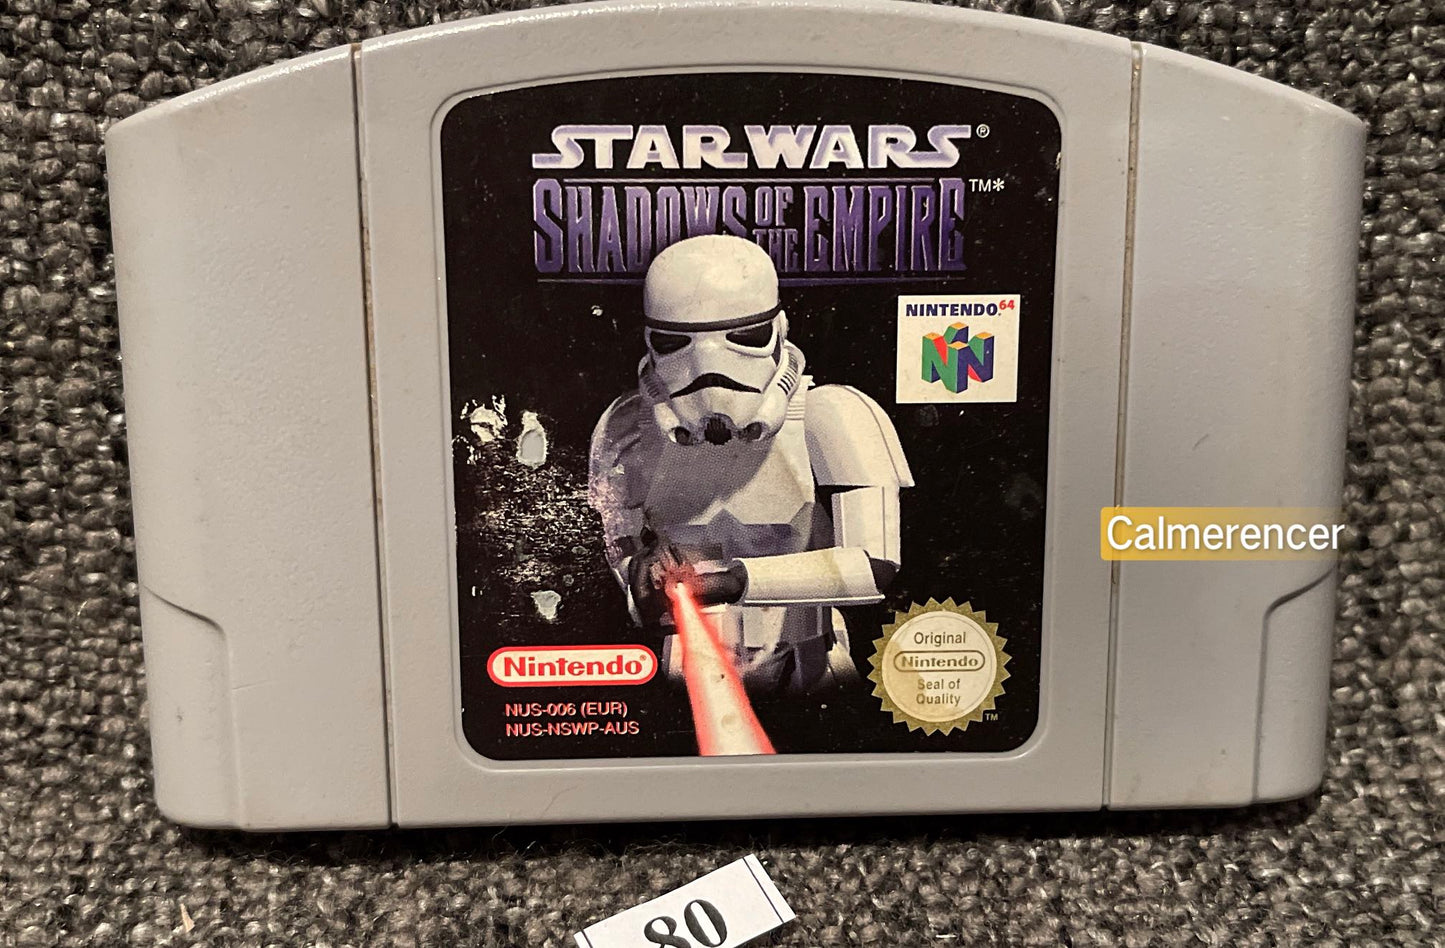 STAR WARS®
SHADOWS OF THE EMPIRE™*
NINTENDO64
Calmerencer
Original
Nintendo
Seal of
Quality
TM
Nintendo®
NUS-006 (EUR)
NUS-NSWP-AUS
80